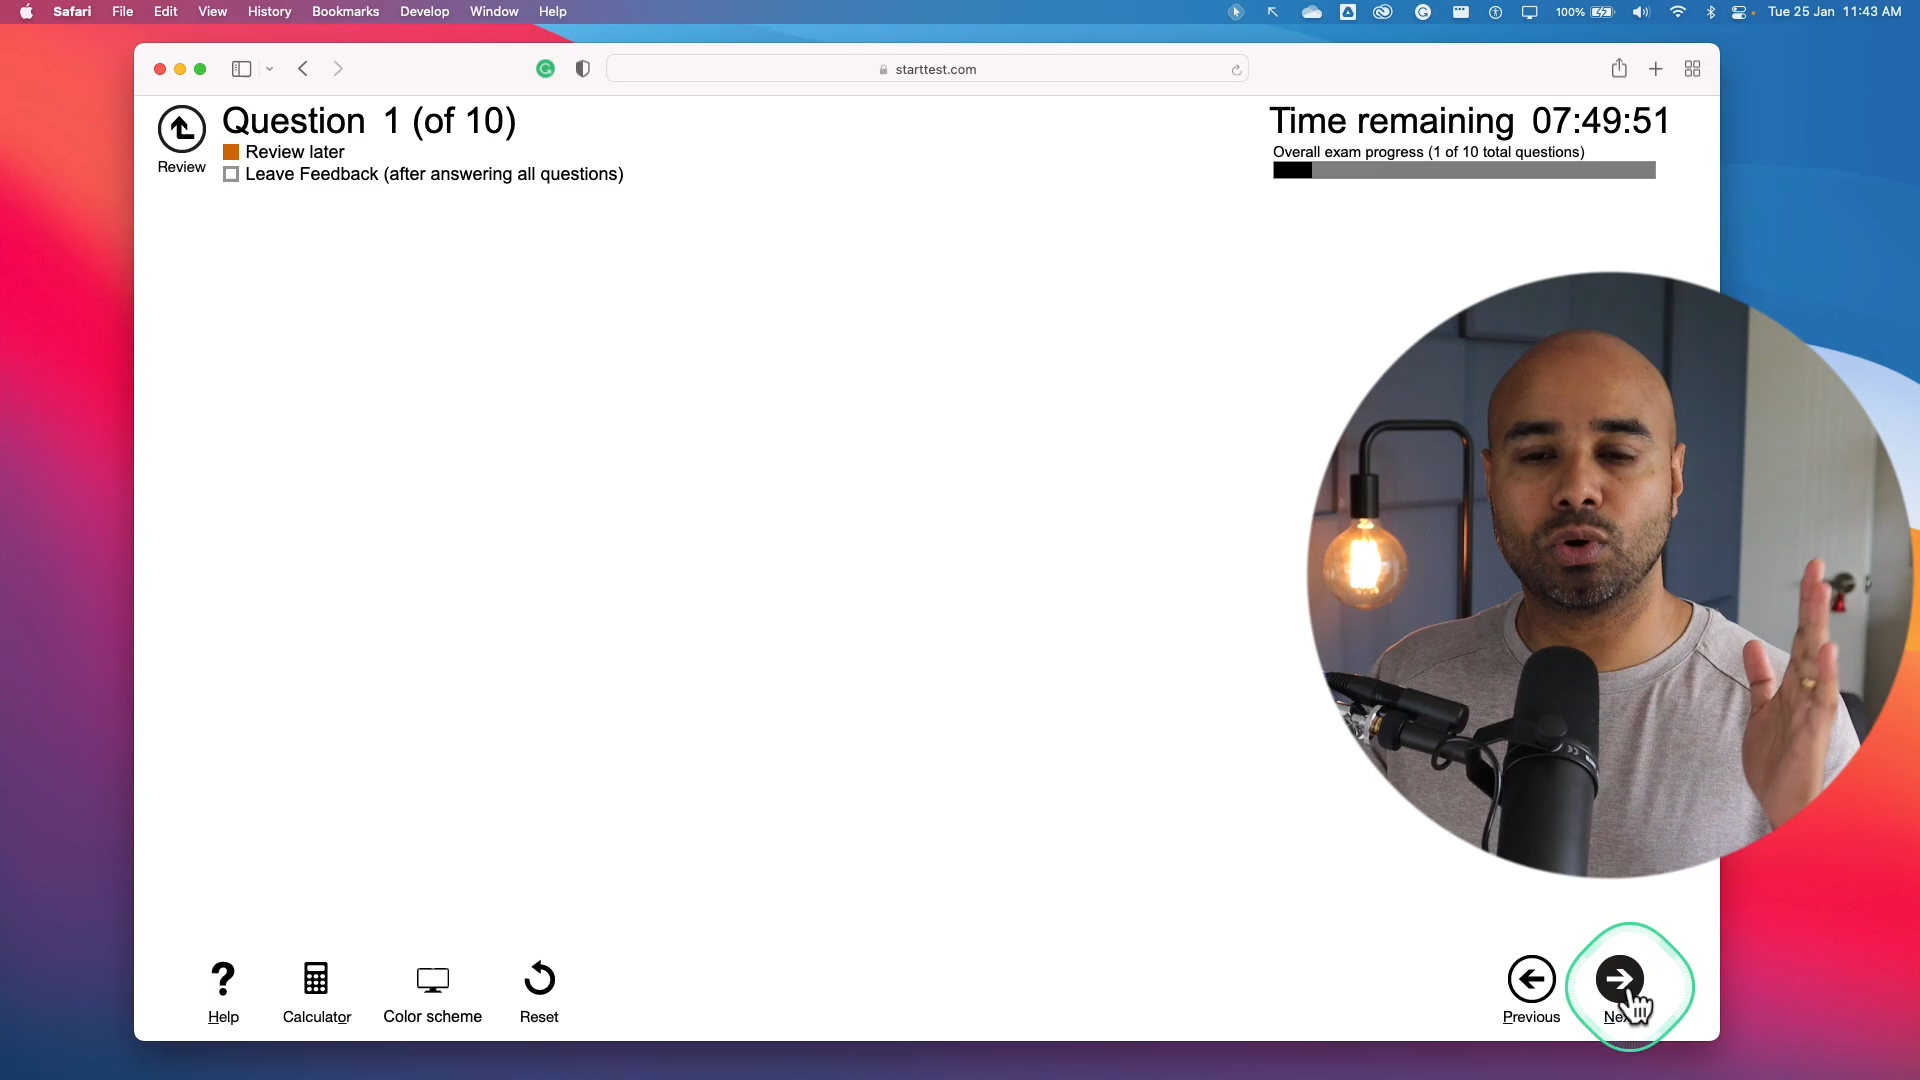 Safari File Edit View History Bookmarks Develop Window Help 100% Tue 25 Jan 11:43 AM
starttest.com
Question 1 (of 10)
Review later
Leave Feedback (after answering all questions)
Review
Time remaining 07:49:51
Overall exam progress (1 of 10 total questions)
Help Calculator Color scheme Reset
Previous